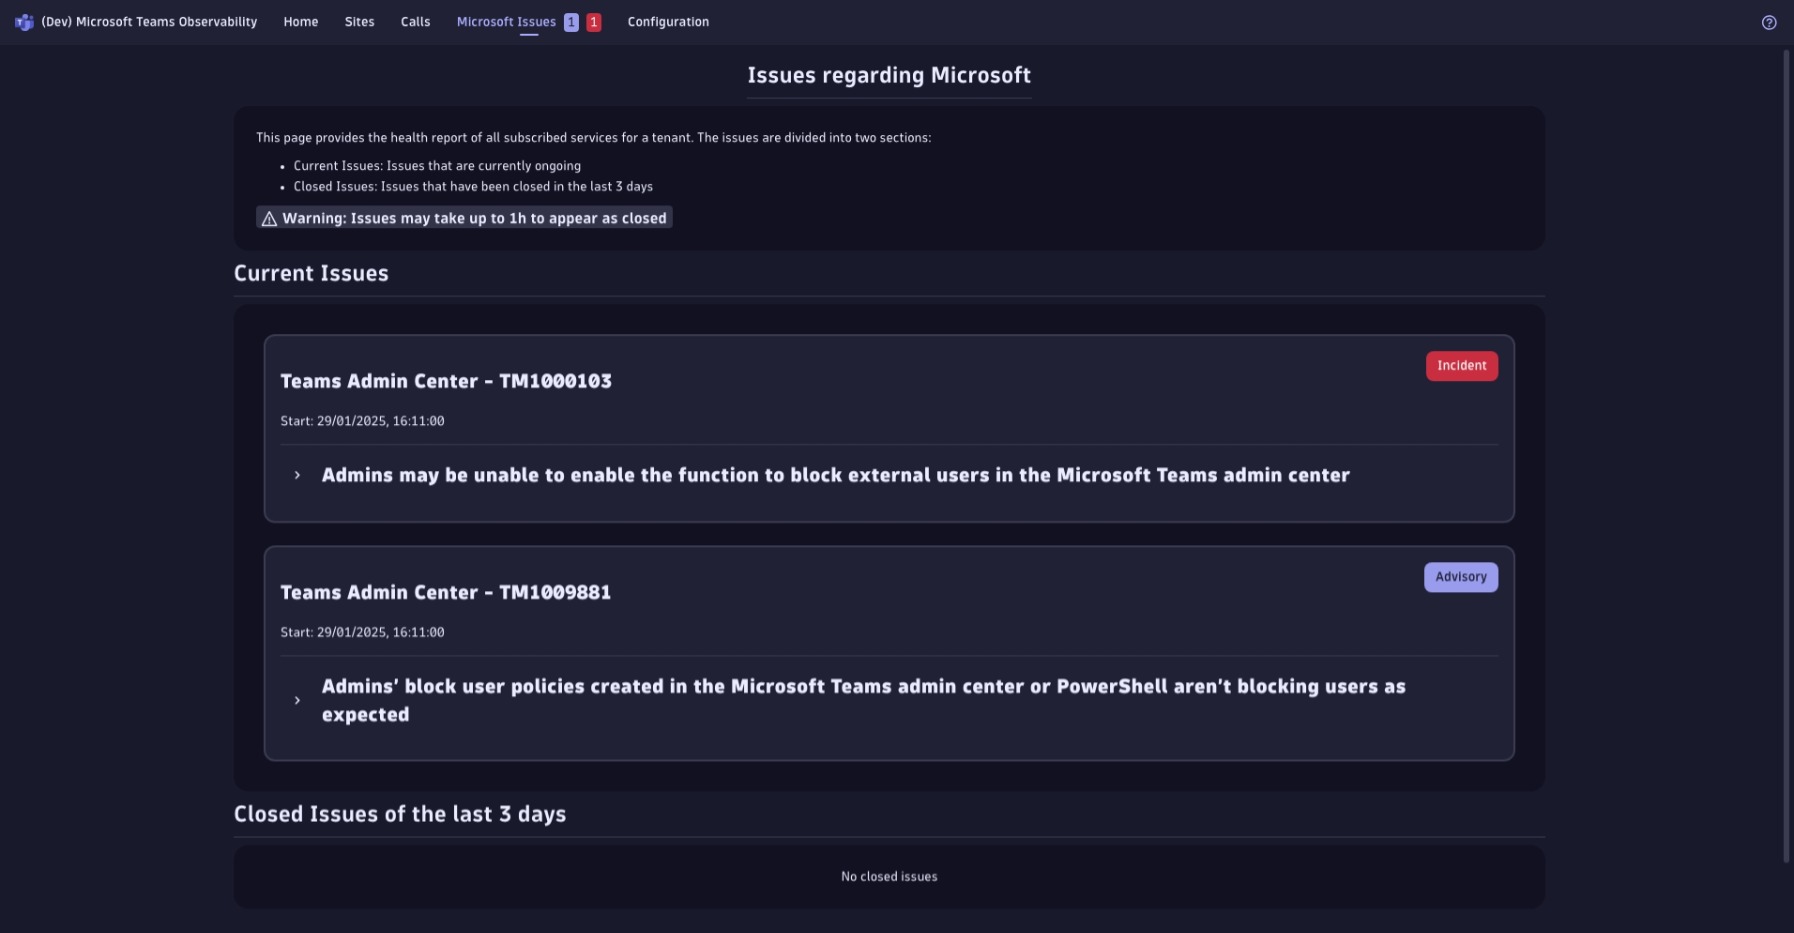 (Dev) Microsoft Teams Observability Home Sites Calls Microsoft Issues 1 1 Configuration
Issues regarding Microsoft
This page provides the health report of all subscribed services for a tenant. The issues are divided into two sections:
• Current Issues: Issues that are currently ongoing
• Closed Issues: Issues that have been closed in the last 3 days
Warning: Issues may take up to 1h to appear as closed
Current Issues
Incident
Teams Admin Center - TM1000103
Start: 29/01/2025, 16:11:00
Admins may be unable to enable the function to block external users in the Microsoft Teams admin center
Advisory
Teams Admin Center - TM1009881
Start: 29/01/2025, 16:11:00
Admins’ block user policies created in the Microsoft Teams admin center or PowerShell aren’t blocking users as
expected
Closed Issues of the last 3 days
No closed issues